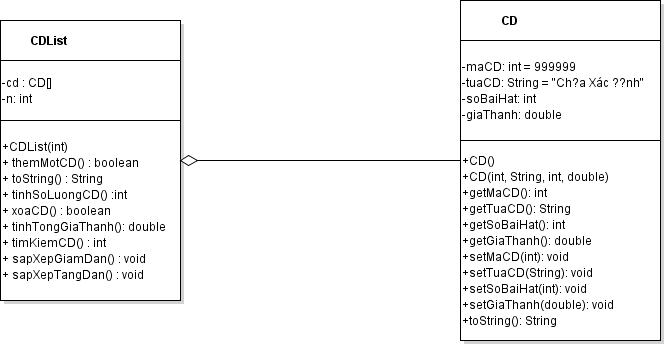 CDList
-cd : CD[]
-n: int
+CDList(int)
+ themMotCD() : boolean
+ toString() : String
+ tinhSoLuongCD() :int
+ xoaCD() : boolean
+ tinhTongGiaThanh(): double
+ timKiemCD() : int
+ sapXepGiamDan() : void
+ sapXepTangDan() : void
CD
-maCD: int = 999999
-tuaCD: String = "Ch?a Xác ??nh"
-soBaiHat: int
-giaThanh: double
+CD()
+CD(int, String, int, double)
+getMaCD(): int
+getTuaCD(): String
+getSoBaiHat(): int
+getGiaThanh(): double
+setMaCD(int): void
+setTuaCD(String): void
+setSoBaiHat(int): void
+setGiaThanh(double): void
+toString(): String